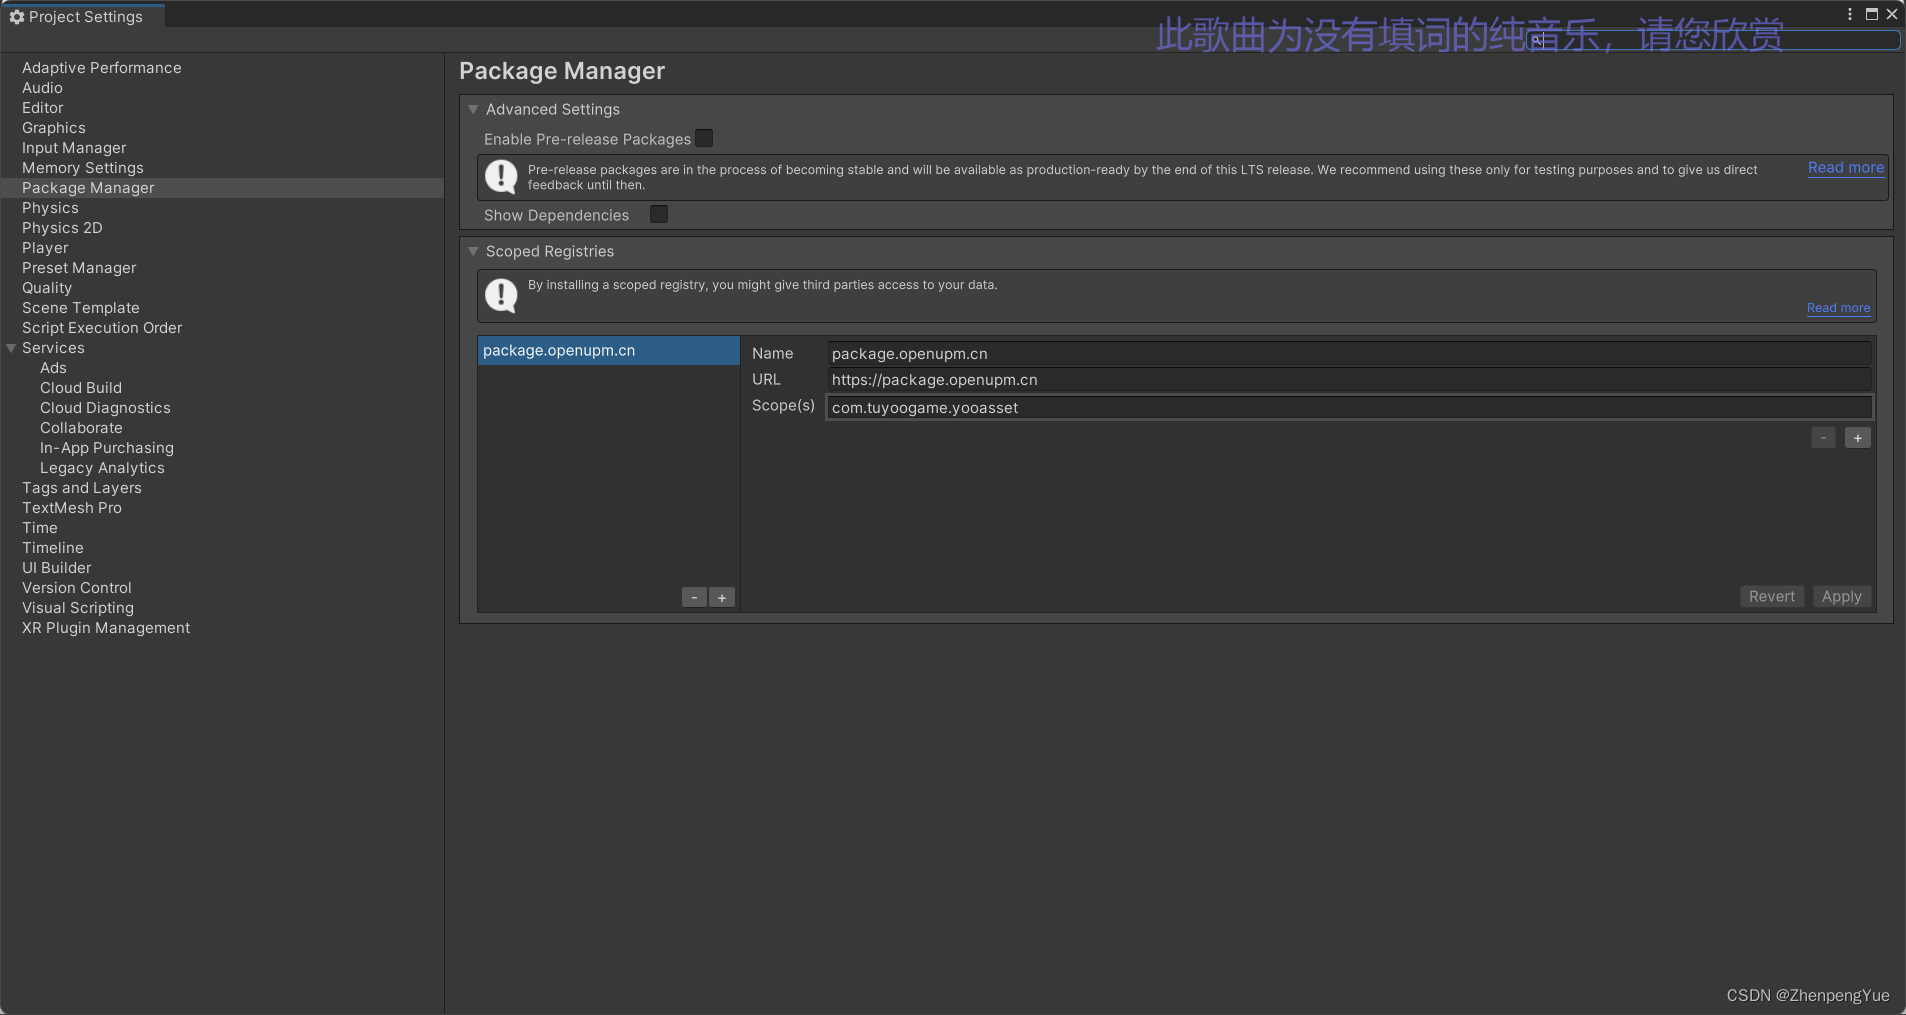 Project Settings
此歌曲为没有填词的纯音乐，请您欣赏
Adaptive Performance
Audio
Editor
Graphics
Input Manager
Memory Settings
Package Manager
Physics
Physics 2D
Player
Preset Manager
Quality
Scene Template
Script Execution Order
Services
Ads
Cloud Build
Cloud Diagnostics
Collaborate
In-App Purchasing
Legacy Analytics
Tags and Layers
TextMesh Pro
Time
Timeline
UI Builder
Version Control
Visual Scripting
XR Plugin Management
Package Manager
Advanced Settings
Enable Pre-release Packages
Pre-release packages are in the process of becoming stable and will be available as production-ready by the end of this LTS release. We recommend using these only for testing purposes and to give us direct
feedback until then.
Read more
Show Dependencies
Scoped Registries
By installing a scoped registry, you might give third parties access to your data.
Read more
package.openupm.cn
Name package.openupm.cn
URL https://package.openupm.cn
Scope(s) com.tuyoogame.yooasset
- +
- +
Revert Apply
CSDN @ZhenpengYue